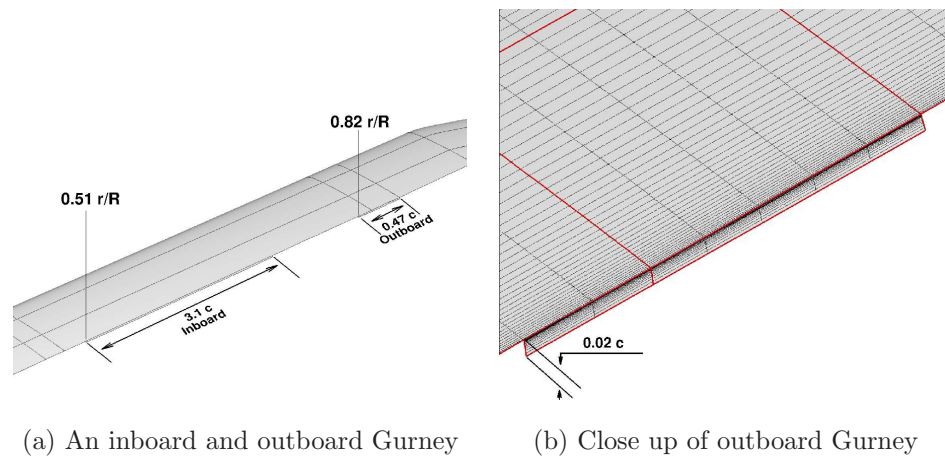 0.82 r/R
0.51 r/R
0.47 c
Outboard
3.1 c
Inboard
0.02 c
(a) An inboard and outboard Gurney
(b) Close up of outboard Gurney